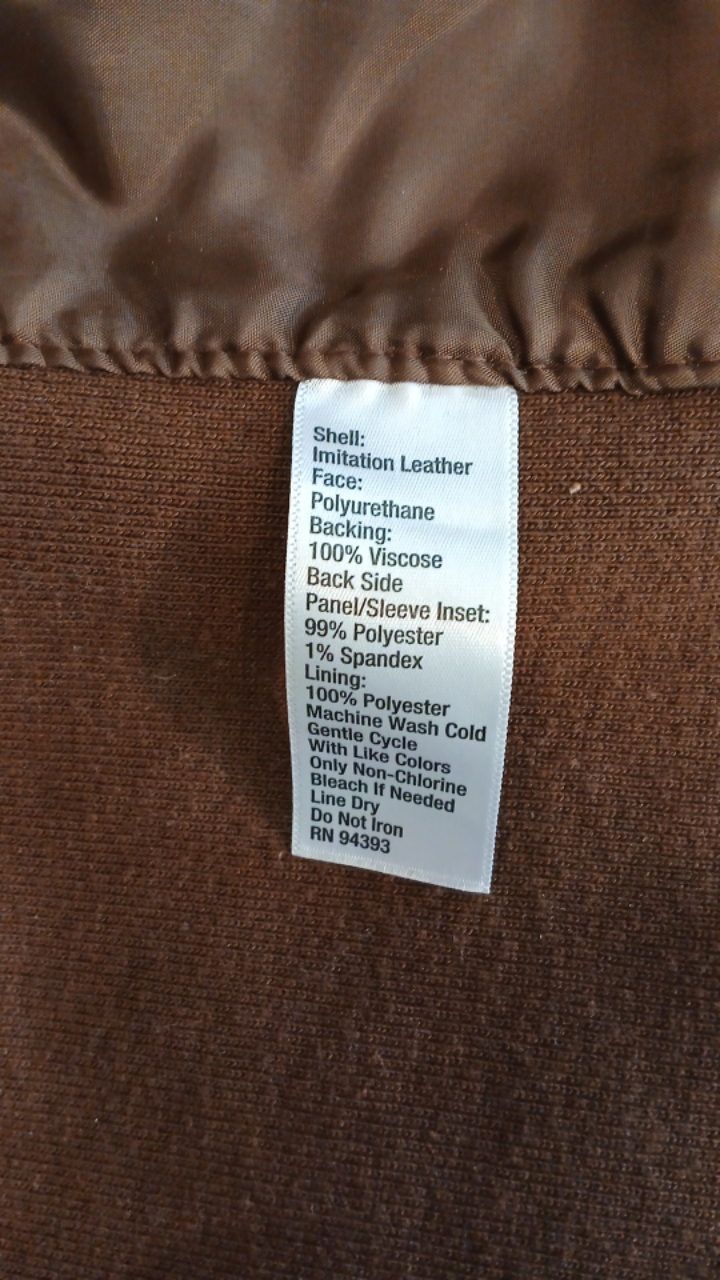 Shell:
Imitation Leather
Face:
Polyurethane
Backing:
100% Viscose
Back Side
Panel/Sleeve Inset:
99% Polyester
1% Spandex
Lining:
100% Polyester
Machine Wash Cold
Gentle Cycle
With Like Colors
Only Non-Chlorine
Bleach If Needed
Line Dry
Do Not Iron
RN 94393